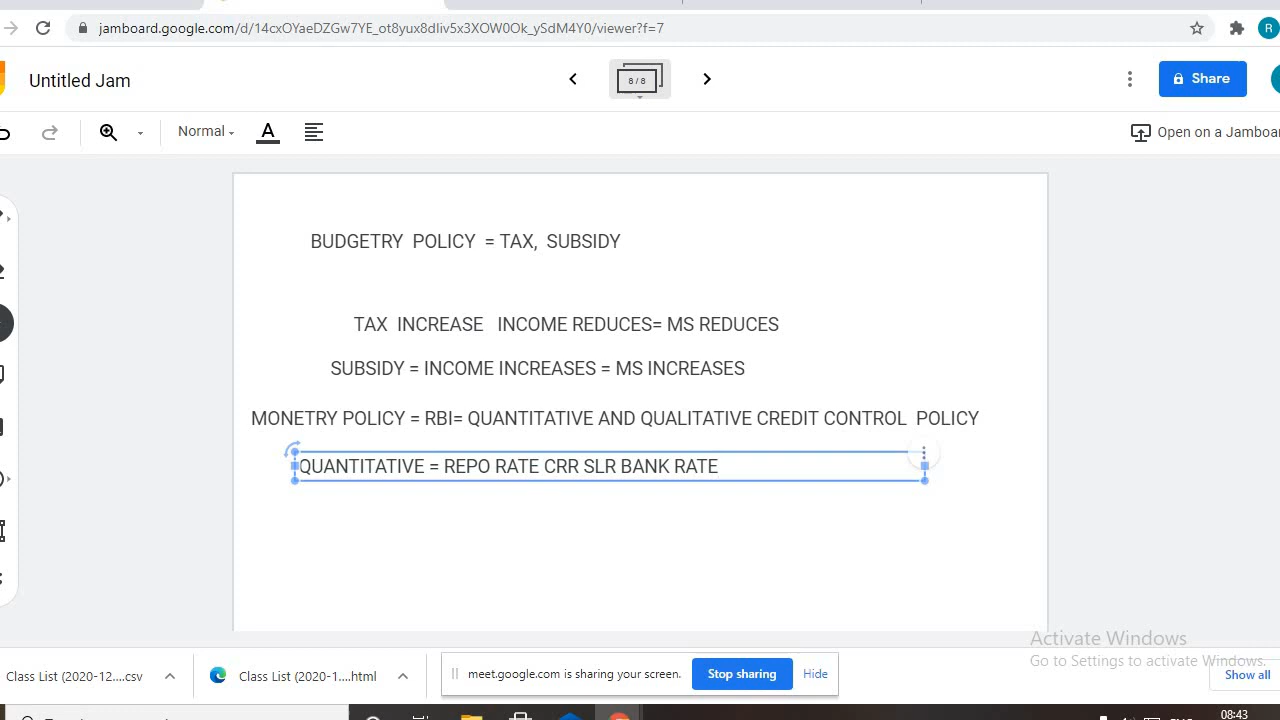 jamboard.google.com/d/14cxOYaeDZGw7YE_ot8yux8dIiv5x3XOW0Ok_ySdM4Y0/viewer?f=7
R
Untitled Jam
8 / 8
Share
Normal
A
Open on a Jamboar
BUDGETRY POLICY = TAX, SUBSIDY
TAX INCREASE INCOME REDUCES= MS REDUCES
SUBSIDY = INCOME INCREASES = MS INCREASES
MONETRY POLICY = RBI= QUANTITATIVE AND QUALITATIVE CREDIT CONTROL POLICY
QUANTITATIVE = REPO RATE CRR SLR BANK RATE
Activate Windows
Go to Settings to activate Windows.
Class List (2020-12....csv
Class List (2020-1....html
meet.google.com is sharing your screen.
Stop sharing
Hide
Show all
08:43